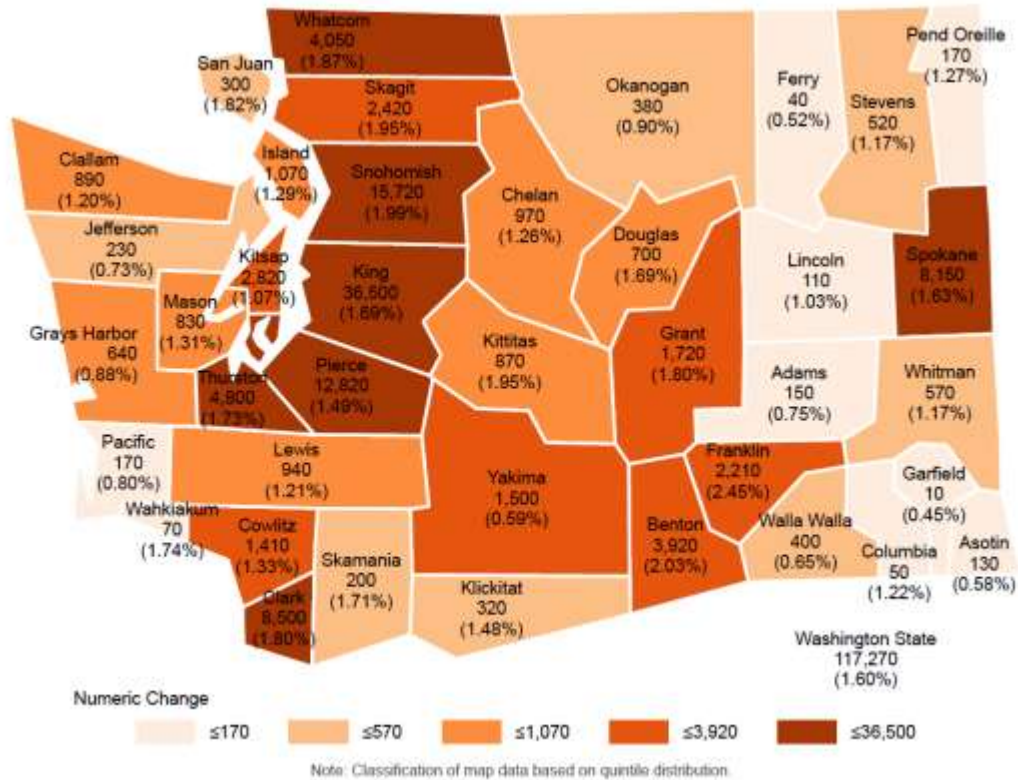 Whatcom
4,050
(1.87%)
San Juan
300
(1.82%)
Skagit
2,420
(1.95%)
Okanogan
380
(0.90%)
Ferry
40
(0.52%)
Stevens
520
(1.17%)
Pend Oreille
170
(1.27%)
Clallam
890
(1.20%)
Island
1,070
(1.29%)
Snohomish
15,720
(1.99%)
Chelan
970
(1.26%)
Douglas
700
(1.69%)
Jefferson
230
(0.73%)
Kitsap
2,820
(1.07%)
King
36,500
(1.69%)
Lincoln
110
(1.03%)
Spokane
8,150
(1.63%)
Mason
830
(1.31%)
Grays Harbor
640
(0.88%)
Kittitas
870
(1.95%)
Grant
1,720
(1.80%)
Thurston
4,800
(1.73%)
Pierce
12,820
(1.49%)
Adams
150
(0.75%)
Whitman
570
(1.17%)
Pacific
170
(0.80%)
Lewis
940
(1.21%)
Yakima
1,500
(0.59%)
Franklin
2,210
(2.45%)
Garfield
10
(0.45%)
Wahkiakum
70
(1.74%)
Cowlitz
1,410
(1.33%)
Skamania
200
(1.71%)
Benton
3,920
(2.03%)
Walla Walla
400
(0.65%)
Columbia
50
(1.22%)
Asotin
130
(0.58%)
Clark
8,500
(1.80%)
Klickitat
320
(1.48%)
Washington State
117,270
(1.60%)
Numeric Change
≤170 ≤570 ≤1,070 ≤3,920 ≤36,500
Note: Classification of map data based on quintile distribution.